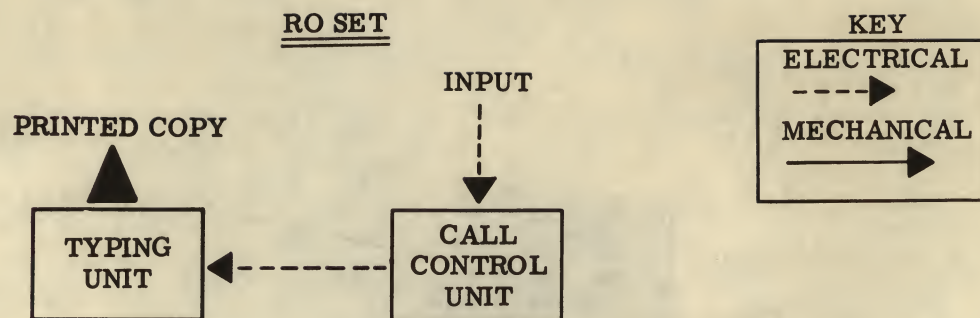 RO SET
KEY
ELECTRICAL
MECHANICAL
INPUT
PRINTED COPY
TYPING
UNIT
CALL
CONTROL
UNIT